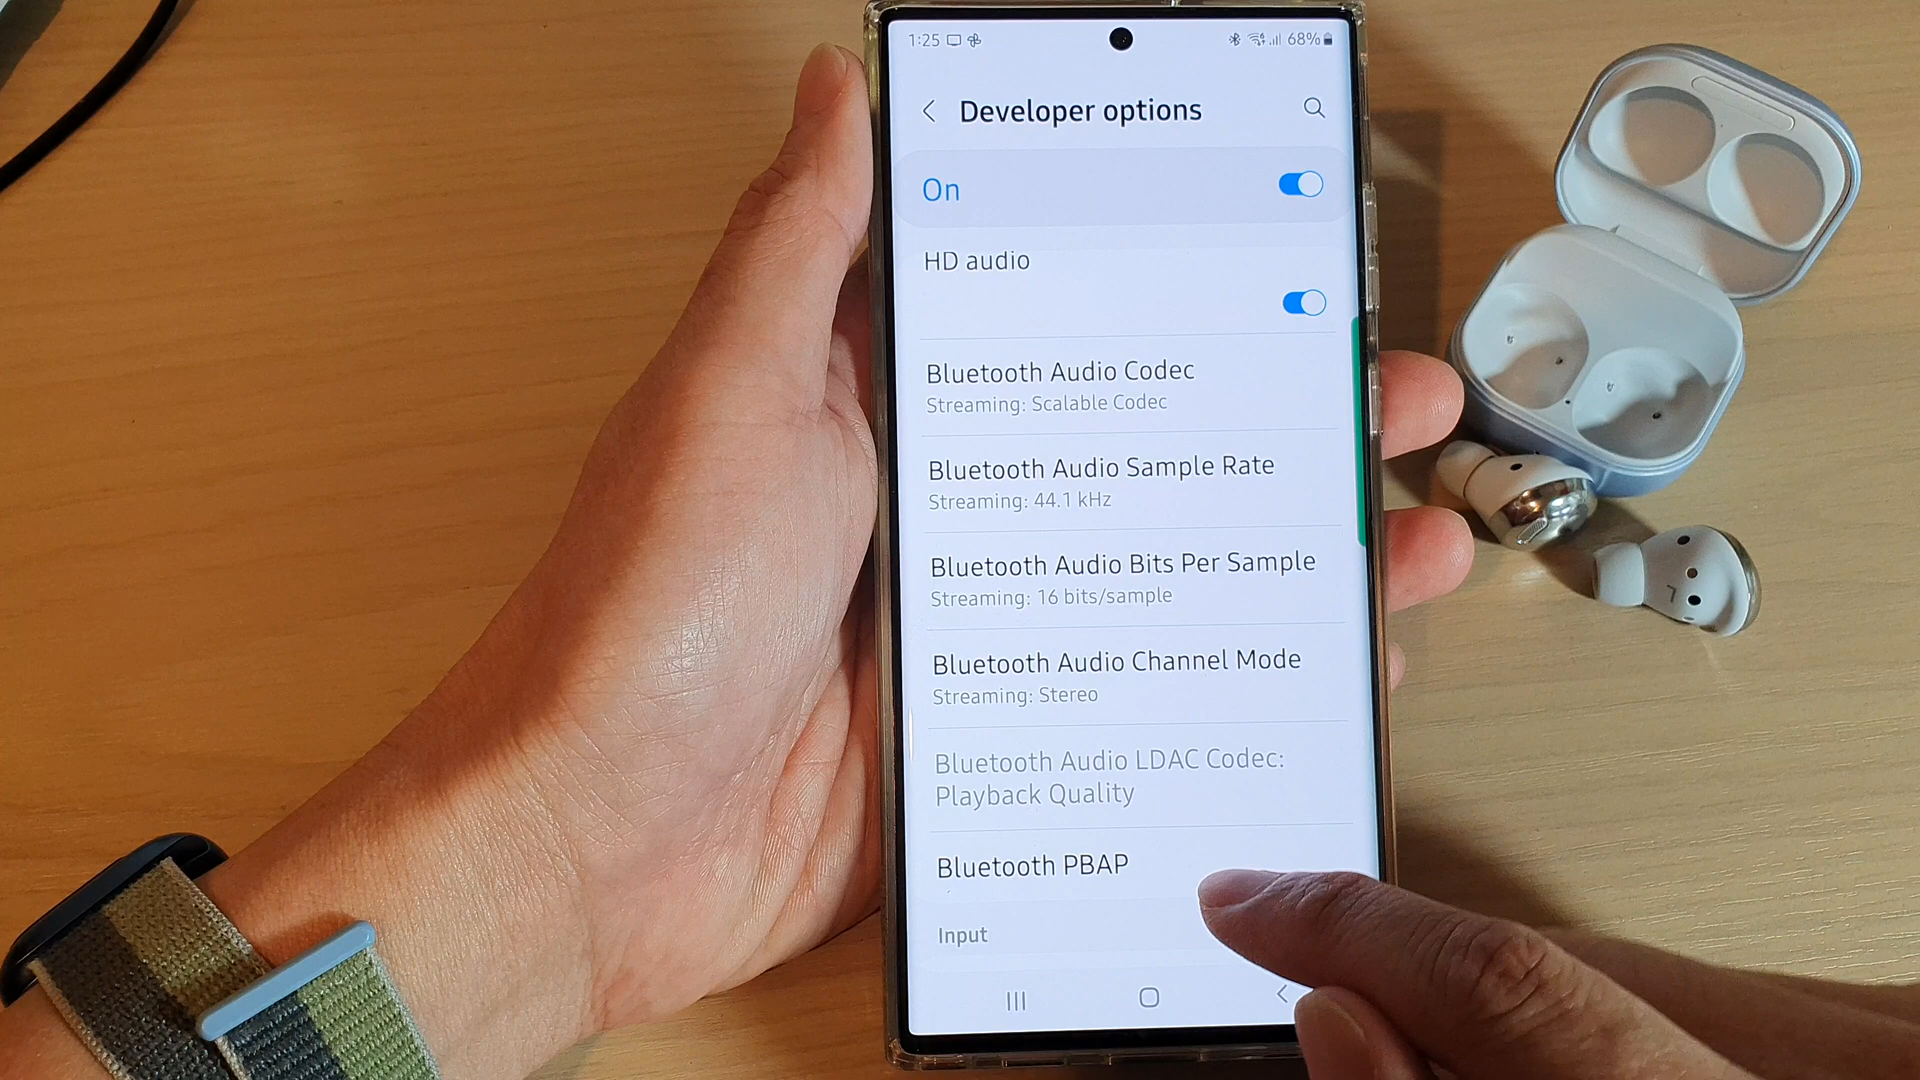 1:25 68%
Developer options
On
HD audio
Bluetooth Audio Codec
Streaming: Scalable Codec
Bluetooth Audio Sample Rate
Streaming: 44.1 kHz
Bluetooth Audio Bits Per Sample
Streaming: 16 bits/sample
Bluetooth Audio Channel Mode
Streaming: Stereo
Bluetooth Audio LDAC Codec:
Playback Quality
Bluetooth PBAP
Input
L